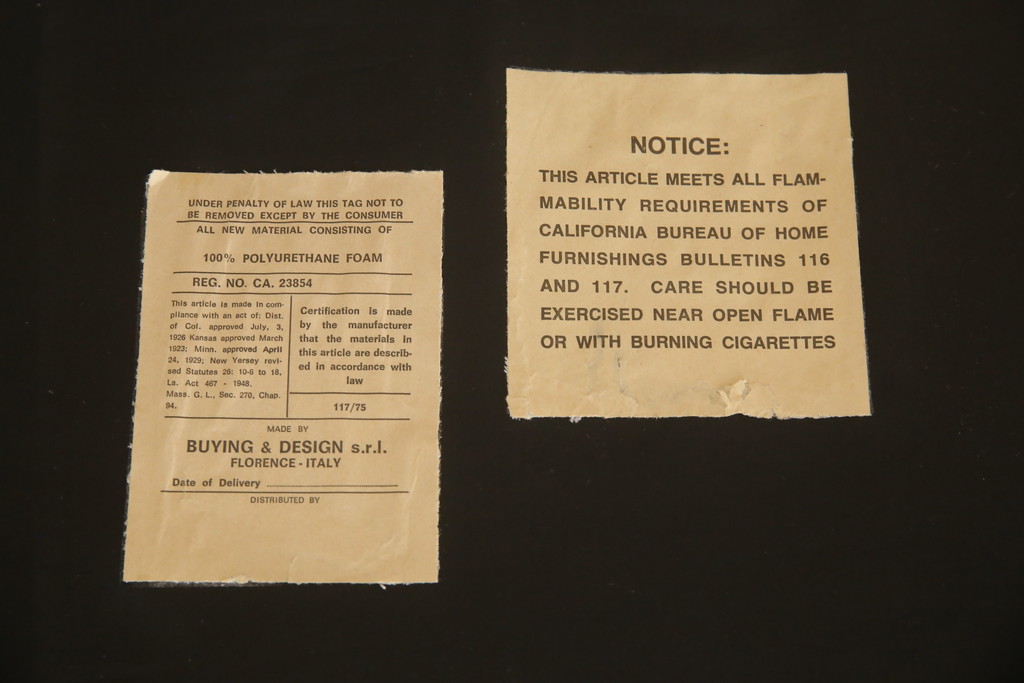 UNDER PENALTY OF LAW THIS TAG NOT TO
BE REMOVED EXCEPT BY THE CONSUMER
ALL NEW MATERIAL CONSISTING OF
100% POLYURETHANE FOAM
REG. NO. CA. 23854
This article is made in com-
pliance with an act of: Dist.
of Col. approved July, 3,
1926 Kansas approved March
1923; Minn. approved April
24, 1929; New Yersey revi-
sed Statutes 26: 10-6 to 18,
La. Act 467 - 1948,
Mass. G. L., Sec. 270, Chap.
94.
Certification is made
by the manufacturer
that the materials in
this article are describ-
ed in accordance with
law
117/75
MADE BY
BUYING & DESIGN s.r.l.
FLORENCE - ITALY
Date of Delivery
DISTRIBUTED BY
NOTICE:
THIS ARTICLE MEETS ALL FLAM-
MABILITY REQUIREMENTS OF
CALIFORNIA BUREAU OF HOME
FURNISHINGS BULLETINS 116
AND 117. CARE SHOULD BE
EXERCISED NEAR OPEN FLAME
OR WITH BURNING CIGARETTES